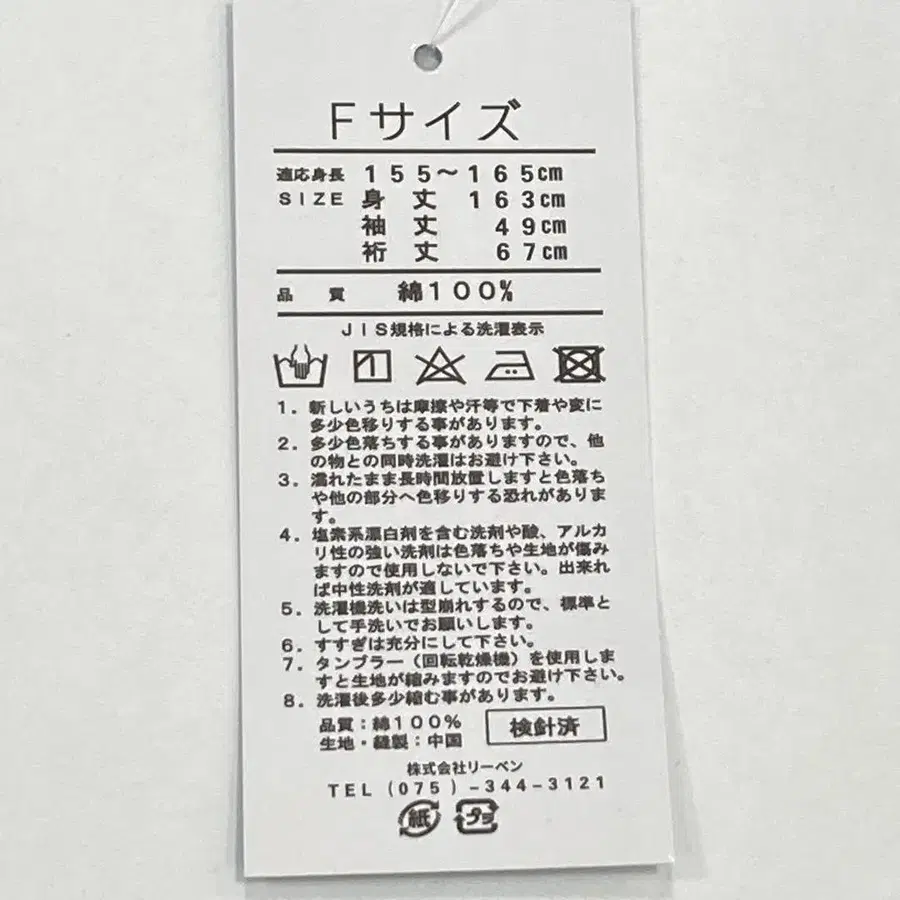 Fサイズ
適応身長 155～165cm
SIZE 身丈 163cm
袖丈 49cm
裄丈 67cm
品質 綿100%
JIS規格による洗濯表示
1. 新しいうちは摩擦や汗等で下着や変に
多少色移りする事があります。
2. 多少色落ちする事がありますので、他
の物との同時洗濯はお避け下さい。
3. 濡れたまま長時間放置しますと色落ち
や他の部分へ色移りする恐れがありま
す。
4. 塩素系漂白剤を含む洗剤や酸、アルカ
リ性の強い洗剤は色落ちや生地が傷み
ますので使用しないで下さい。出来れ
ば中性洗剤が適しています。
5. 洗濯機洗いは型崩れするので、標準と
して手洗いでお願いします。
6. すすぎは充分にして下さい。
7. タンブラー（回転乾燥機）を使用しま
すと生地が縮みますのでお避け下さい。
8. 洗濯後多少縮む事があります。
品質：綿100%
生地・縫製：中国
検針済
株式会社リーベン
TEL (075)-344-3121
紙 プラ